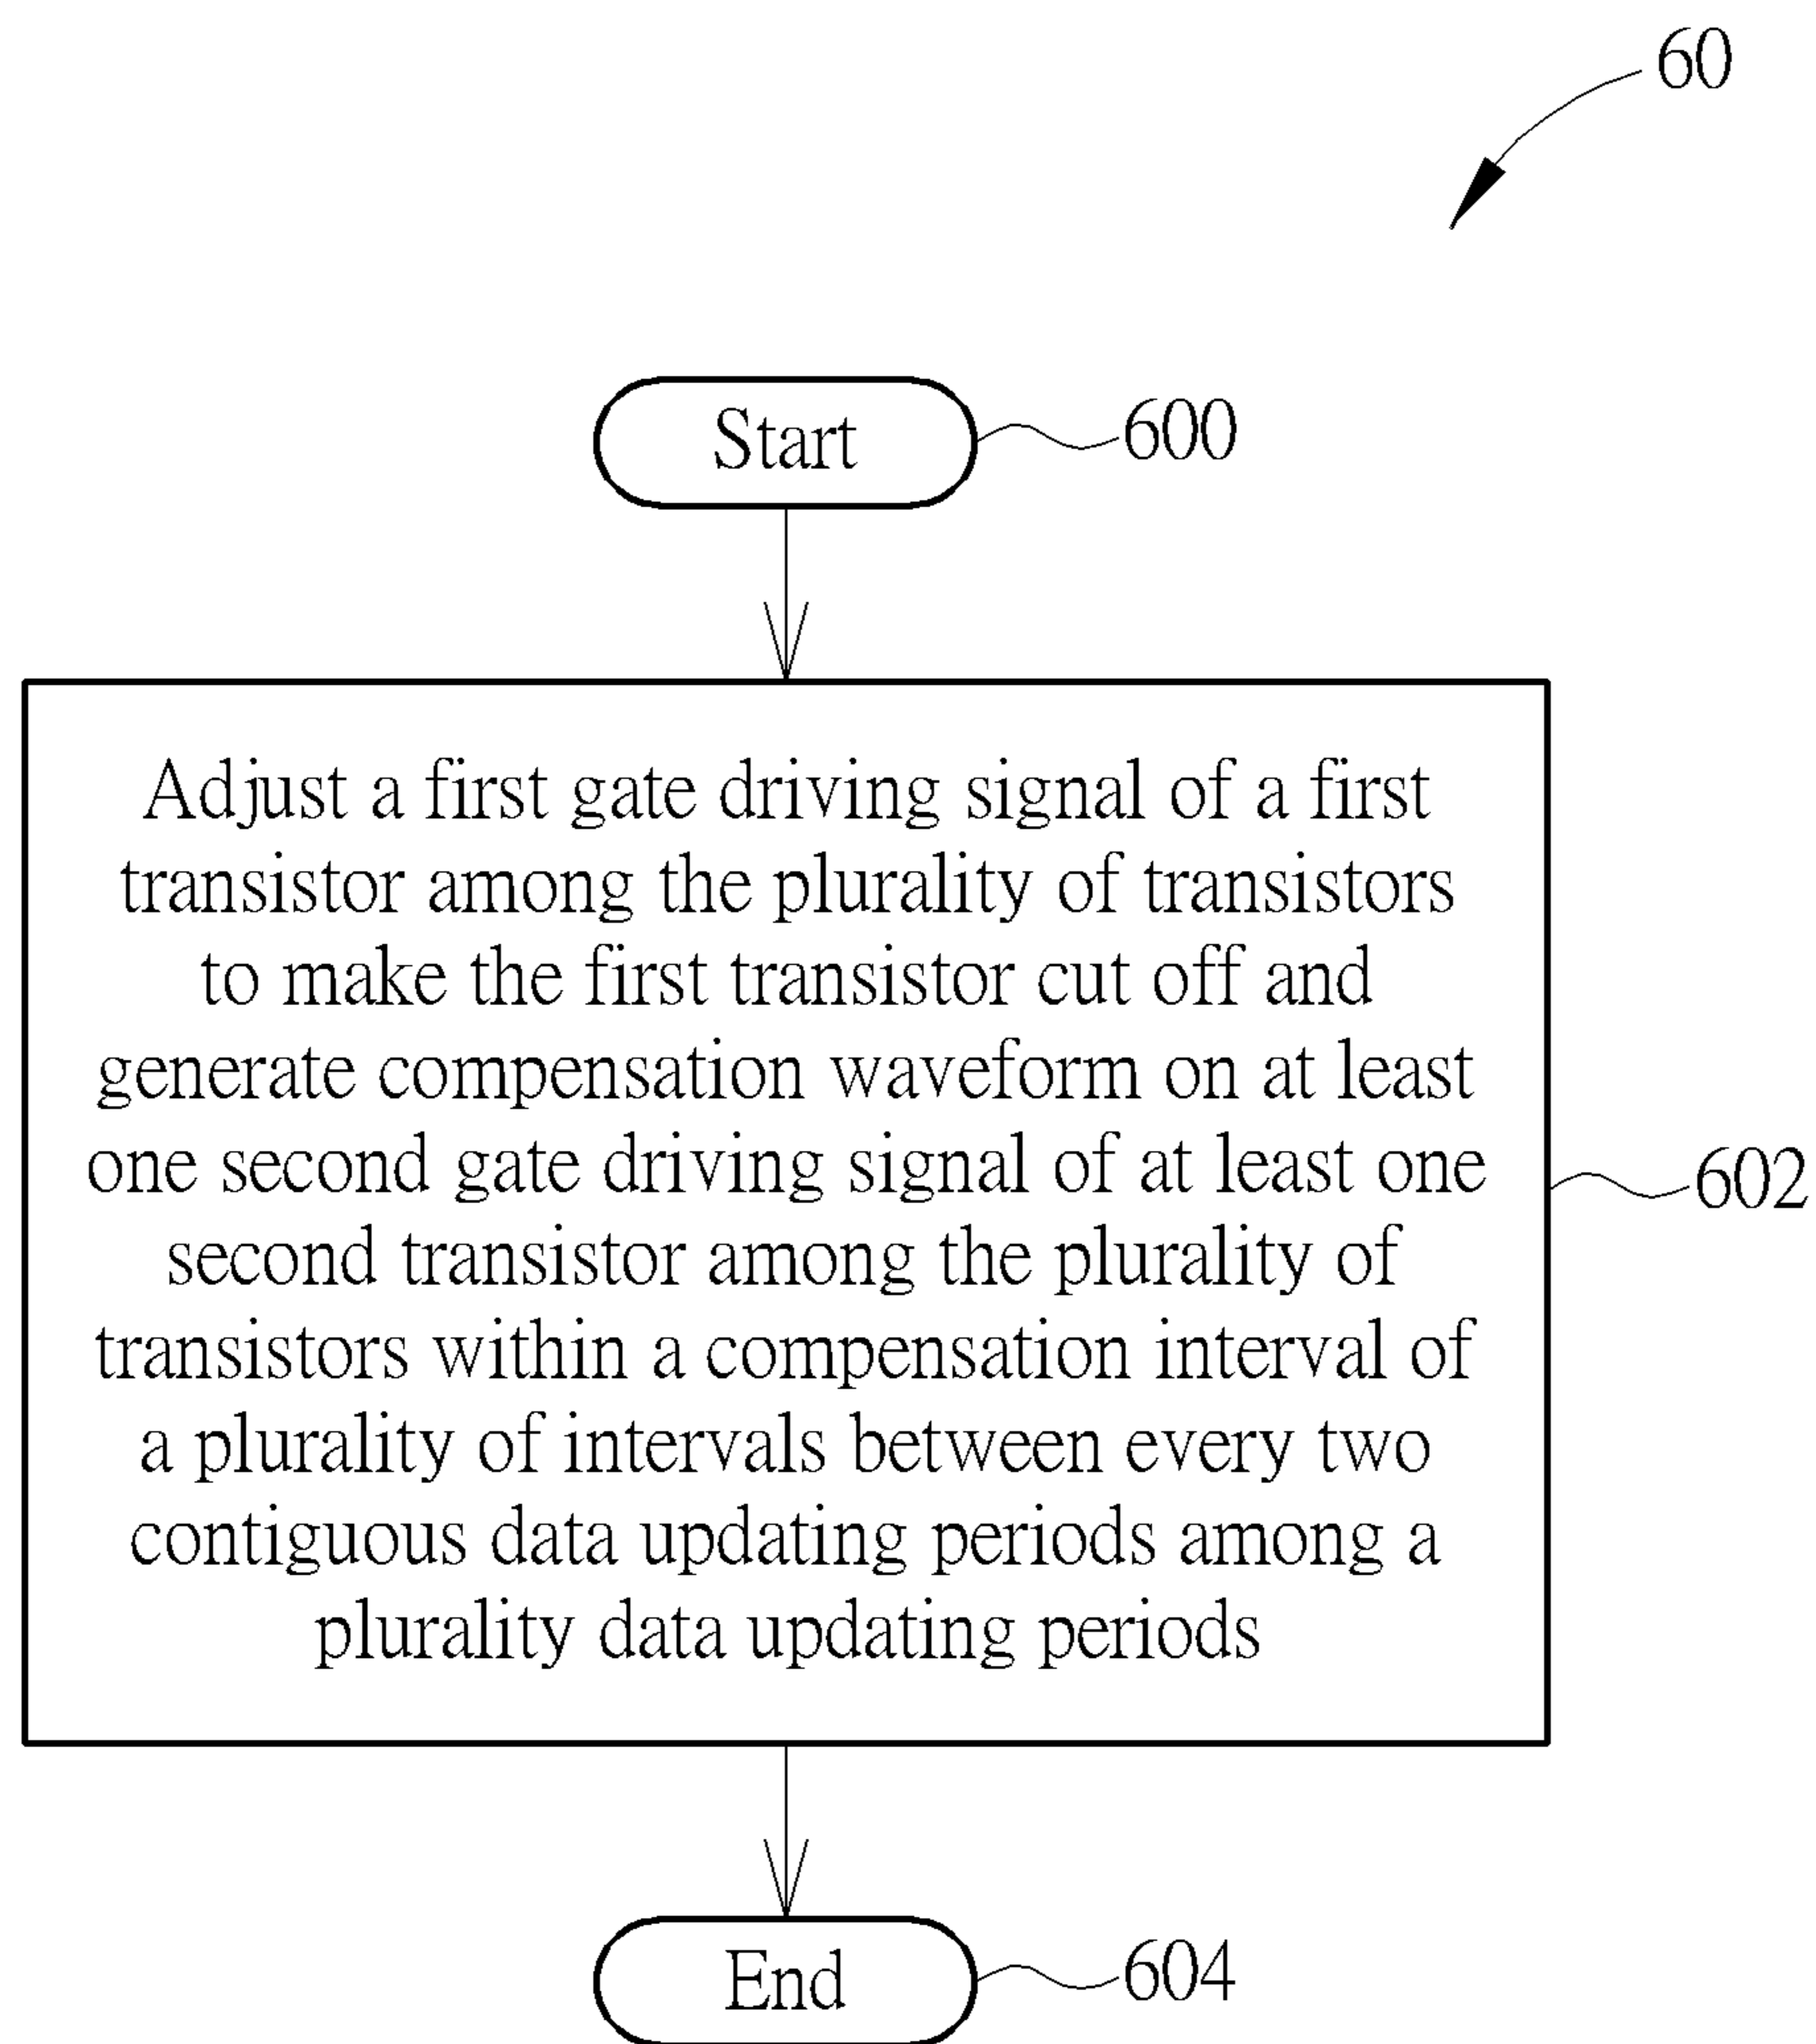 60
Start
600
Adjust a first gate driving signal of a first
transistor among the plurality of transistors
to make the first transistor cut off and
generate compensation waveform on at least
one second gate driving signal of at least one
second transistor among the plurality of
transistors within a compensation interval of
a plurality of intervals between every two
contiguous data updating periods among a
plurality data updating periods
602
End
604